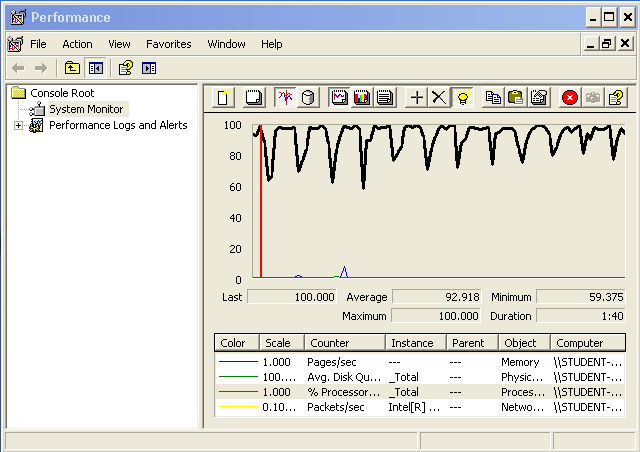 Performance
File Action View Favorites Window Help
Console Root
System Monitor
Performance Logs and Alerts
100
80
60
40
20
0
Last 100.000 Average 92.918 Minimum 59.375
Maximum 100.000 Duration 1:40
Color Scale Counter Instance Parent Object Computer
1.000 Pages/sec --- --- Memory \\STUDENT-...
100.... Avg. Disk Qu... _Total --- Physic... \\STUDENT-...
1.000 % Processor... _Total --- Proces... \\STUDENT-...
0.10... Packets/sec Intel[R] ... --- Netwo... \\STUDENT-...